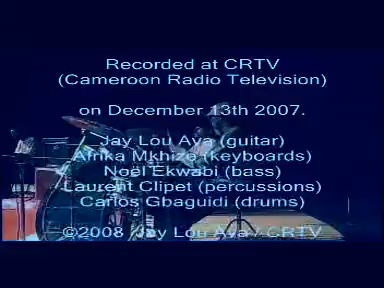 Recorded at CRTV
(Cameroon Radio Television)
on December 13th 2007.
Jay Lou Ava (guitar)
Afrika Mkhize (keyboards)
Noël Ekwabi (bass)
Laurent Clipet (percussions)
Carlos Gbaguidi (drums)
©2008 Jay Lou Ava / CRTV